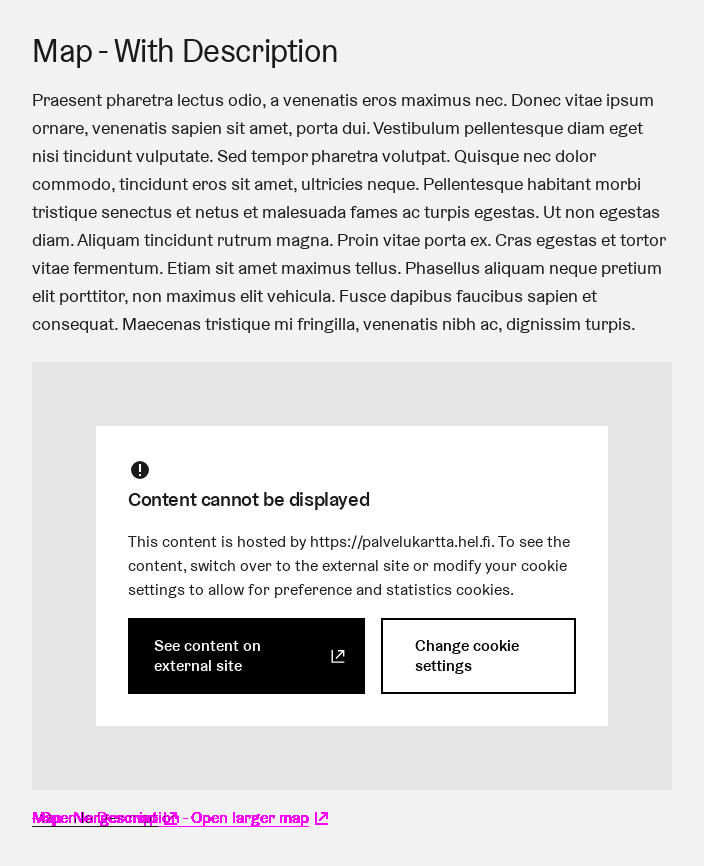 Map - With Description
Praesent pharetra lectus odio, a venenatis eros maximus nec. Donec vitae ipsum
ornare, venenatis sapien sit amet, porta dui. Vestibulum pellentesque diam eget
nisi tincidunt vulputate. Sed tempor pharetra volutpat. Quisque nec dolor
commodo, tincidunt eros sit amet, ultricies neque. Pellentesque habitant morbi
tristique senectus et netus et malesuada fames ac turpis egestas. Ut non egestas
diam. Aliquam tincidunt rutrum magna. Proin vitae porta ex. Cras egestas et tortor
vitae fermentum. Etiam sit amet maximus tellus. Phasellus aliquam neque pretium
elit porttitor, non maximus elit vehicula. Fusce dapibus faucibus sapien et
consequat. Maecenas tristique mi fringilla, venenatis nibh ac, dignissim turpis.
Content cannot be displayed
This content is hosted by https://palvelukartta.hel.fi. To see the
content, switch over to the external site or modify your cookie
settings to allow for preference and statistics cookies.
See content on
external site
Change cookie
settings
Open larger map